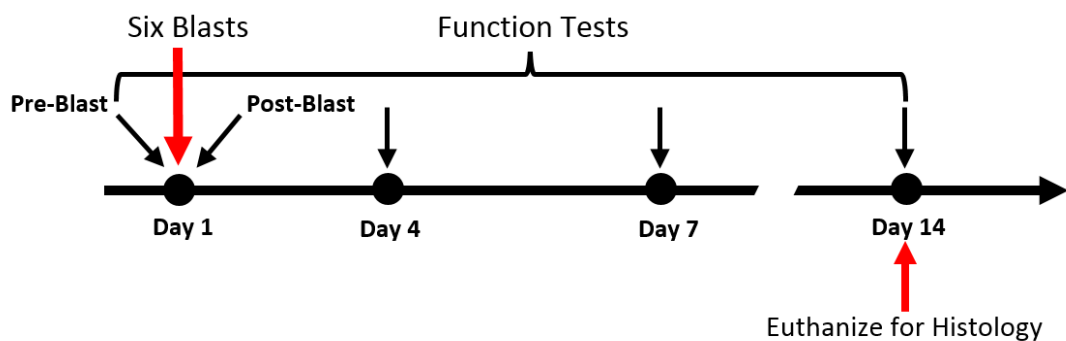 Six Blasts
Function Tests
Pre-Blast
Post-Blast
Day 1
Day 4
Day 7
Day 14
Euthanize for Histology